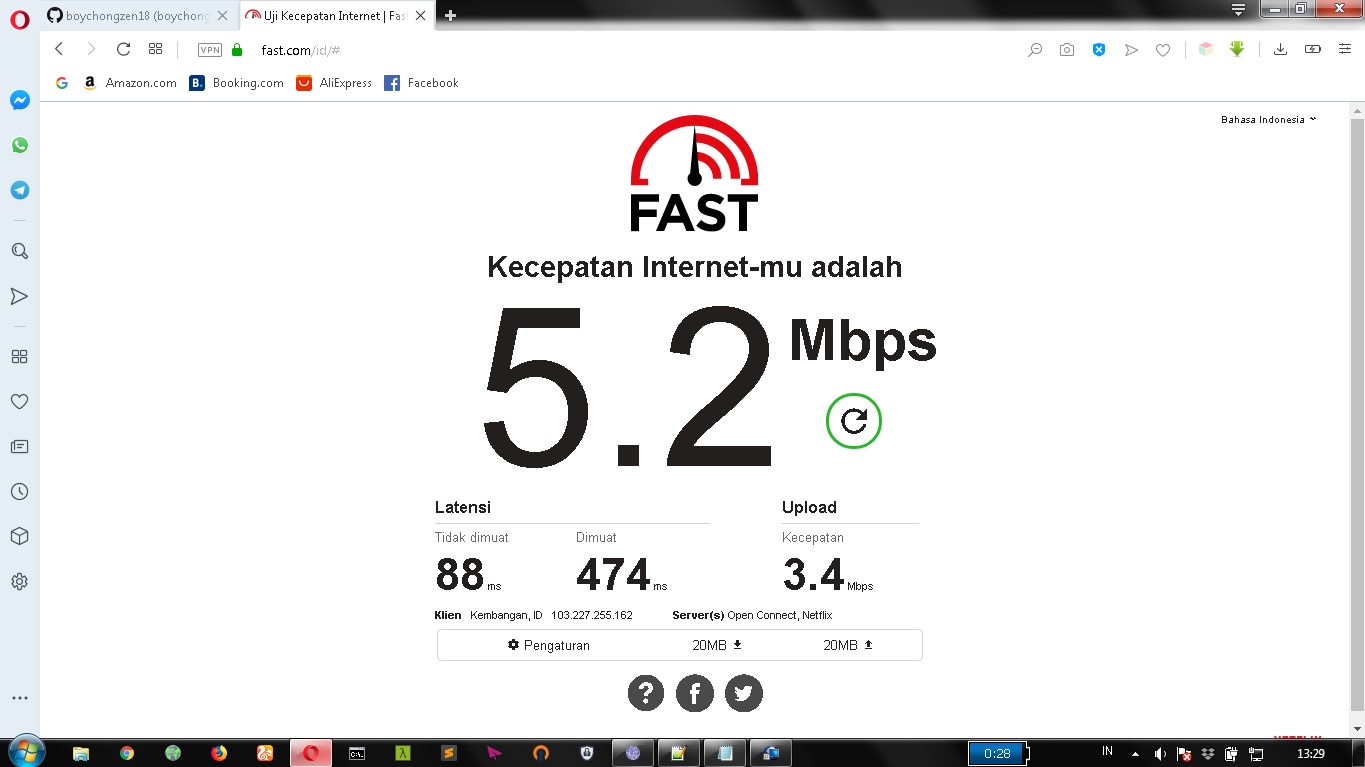 boychongzen18 (boychong
Uji Kecepatan Internet | Fas
VPN
fast.com/id/#
G
a Amazon.com
B. Booking.com
AliExpress
f Facebook
Bahasa Indonesia
FAST
Kecepatan Internet-mu adalah
5.2 Mbps
Latensi
Upload
Tidak dimuat
Dimuat
Kecepatan
88 ms
474 ms
3.4 Mbps
Klien Kembangan, ID 103.227.255.162 Server(s) Open Connect, Netflix
Pengaturan 20MB 20MB
? f
0:28
IN
13:29